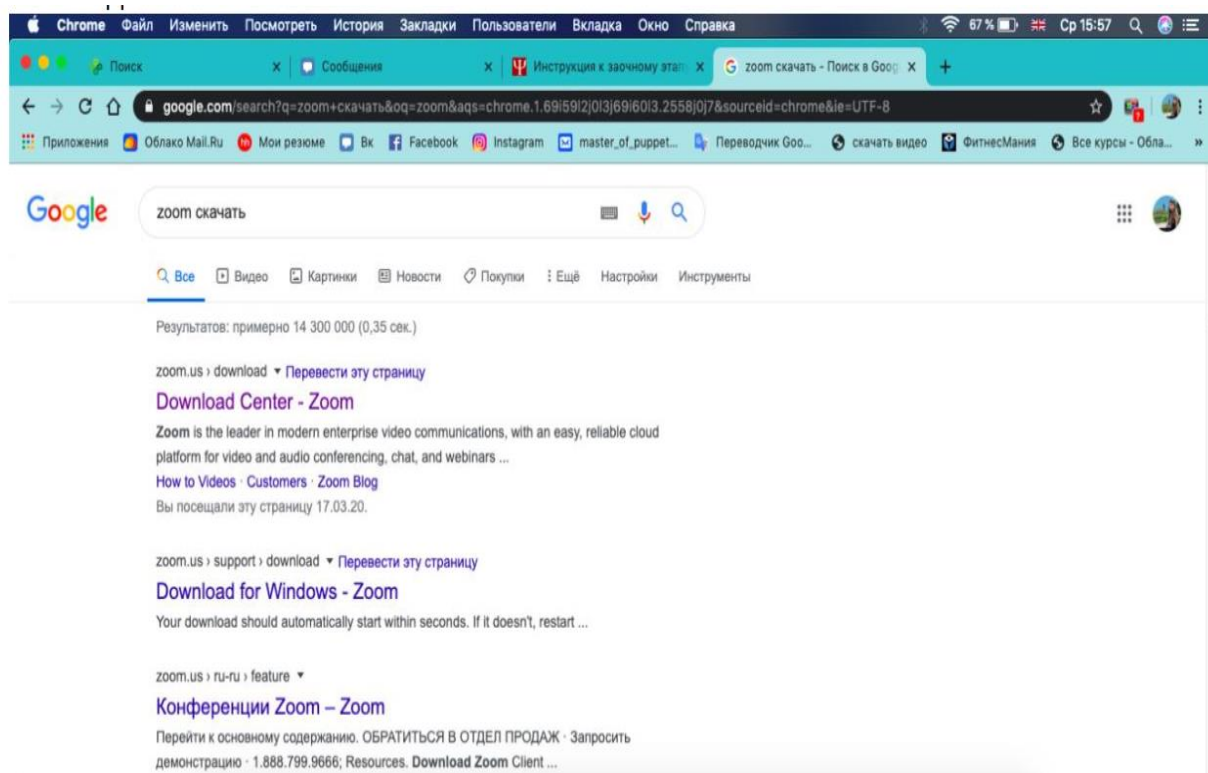 Chrome Файл Изменить Посмотреть История Закладки Пользователи Вкладка Окно Справка 67 % Ср 15:57
Поиск × Сообщения × Инструкция к заочному этап × zoom скачать - Поиск в Goog × +
google.com/search?q=zoom+скачать&oq=zoom&aqs=chrome.1.69i59l2j0l3j69i60l3.2558j0j7&sourceid=chrome&ie=UTF-8
Приложения Облако Mail.Ru Мои резюме Вк Facebook Instagram master_of_puppet... Переводчик Goo... скачать видео ФитнесМания Все курсы - Обла... »
Google zoom скачать
Все Видео Картинки Новости Покупки Ещё Настройки Инструменты
Результатов: примерно 14 300 000 (0,35 сек.)
zoom.us › download ▾ Перевести эту страницу
Download Center - Zoom
Zoom is the leader in modern enterprise video communications, with an easy, reliable cloud
platform for video and audio conferencing, chat, and webinars ...
How to Videos · Customers · Zoom Blog
Вы посещали эту страницу 17.03.20.
zoom.us › support › download ▾ Перевести эту страницу
Download for Windows - Zoom
Your download should automatically start within seconds. If it doesn't, restart ...
zoom.us › ru-ru › feature ▾
Конференции Zoom – Zoom
Перейти к основному содержанию. ОБРАТИТЬСЯ В ОТДЕЛ ПРОДАЖ · Запросить
демонстрацию · 1.888.799.9666; Resources. Download Zoom Client ...